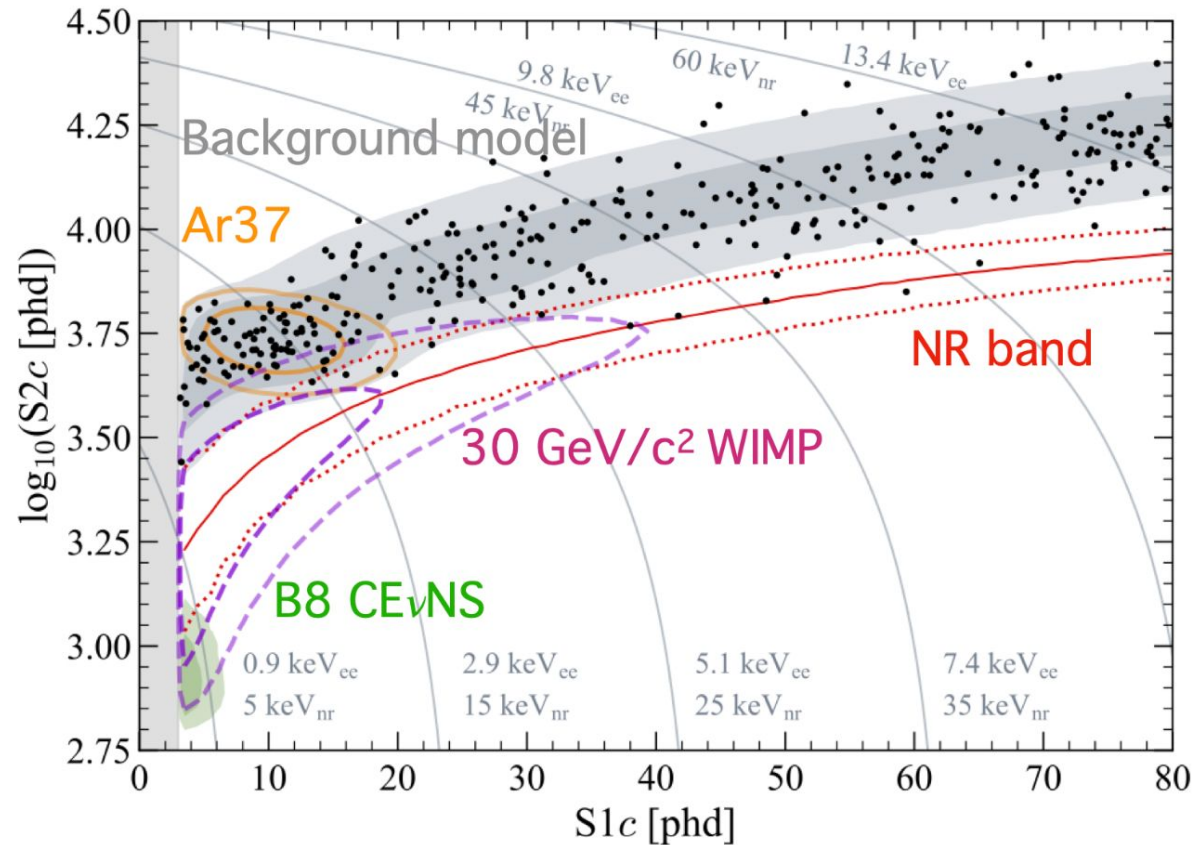 4.50
4.25
4.00
3.75
3.50
3.25
3.00
2.75
log₁₀(S2c [phd])
9.8 keVₑₑ
45 keVₙᵣ
60 keVₙᵣ
13.4 keVₑₑ
Background model
Ar37
NR band
30 GeV/c² WIMP
B8 CEνNS
0.9 keVₑₑ
5 keVₙᵣ
2.9 keVₑₑ
15 keVₙᵣ
5.1 keVₑₑ
25 keVₙᵣ
7.4 keVₑₑ
35 keVₙᵣ
0 10 20 30 40 50 60 70 80
S1c [phd]